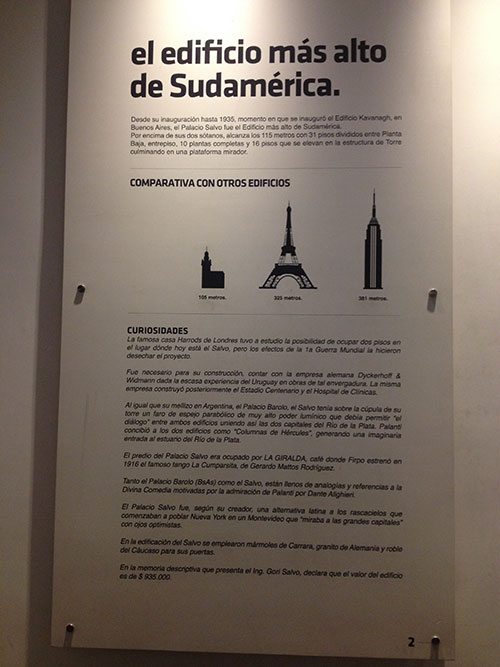 el edificio más alto
de Sudamérica.
Desde su inauguración hasta 1935, momento en que se inauguró el Edificio Kavanagh, en
Buenos Aires, el Palacio Salvo fue el Edificio más alto de Sudamérica.
Por encima de sus dos sótanos, alcanza los 115 metros con 31 pisos divididos entre Planta
Baja, entrepiso, 10 plantas completas y 16 pisos que se elevan en la estructura de Torre
culminando en una plataforma mirador.
COMPARATIVA CON OTROS EDIFICIOS
105 metros.
325 metros.
381 metros.
CURIOSIDADES
La famosa casa Harrods de Londres tuvo a estudio la posibilidad de ocupar dos pisos en
el lugar dónde hoy está el Salvo, pero los efectos de la 1a Guerra Mundial la hicieron
desechar el proyecto.
Fue necesario para su construcción, contar con la empresa alemana Dyckerhoff &
Widmann dada la escasa experiencia del Uruguay en obras de tal envergadura. La misma
empresa construyó posteriormente el Estadio Centenario y el Hospital de Clínicas.
Al igual que su mellizo en Argentina, el Palacio Barolo, el Salvo tenía sobre la cúpula de su
torre un faro de espejo parabólico de muy alto poder lumínico que debía permitir "el
diálogo" entre ambos edificios uniendo así las dos capitales del Río de la Plata. Palanti
concibió a los dos edificios como "Columnas de Hércules", generando una imaginaria
entrada al estuario del Río de la Plata.
El predio del Palacio Salvo era ocupado por LA GIRALDA, café donde Firpo estrenó en
1916 el famoso tango La Cumparsita, de Gerardo Mattos Rodríguez.
Tanto el Palacio Barolo (BsAs) como el Salvo, están llenos de analogías y referencias a la
Divina Comedia motivadas por la admiración de Palanti por Dante Alighieri.
El Palacio Salvo fue, según su creador, una alternativa latina a los rascacielos que
comenzaban a poblar Nueva York en un Montevideo que "miraba a las grandes capitales"
con ojos optimistas.
En la edificación del Salvo se emplearon mármoles de Carrara, granito de Alemania y roble
del Cáucaso para sus puertas.
En la memoria descriptiva que presenta el Ing. Gori Salvo, declara que el valor del edificio
es de $ 935.000.
2